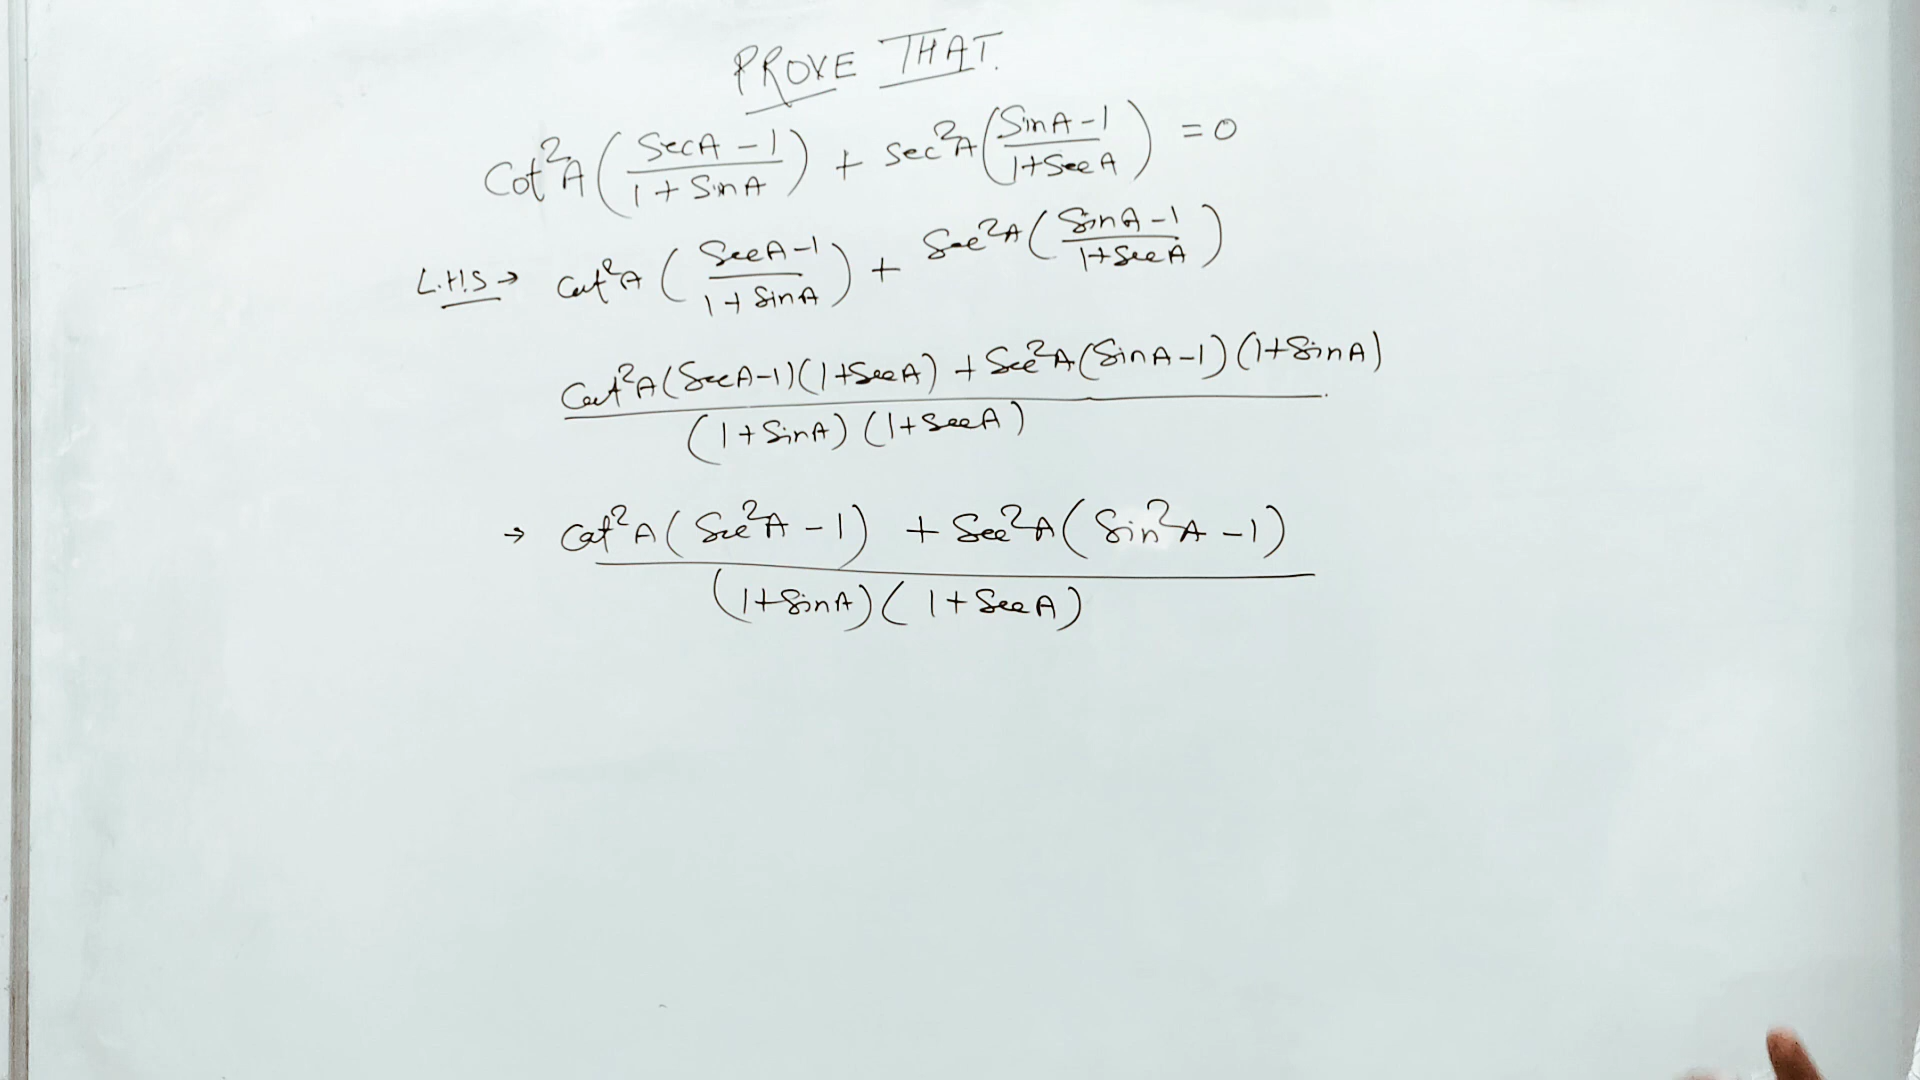 PROVE THAT.
Cot²A ( (SecA - 1) / (1 + SinA) ) + sec²A ( (SinA - 1) / (1 + SecA) ) = 0
L.H.S → Cot²A ( (SecA - 1) / (1 + SinA) ) + Sec²A ( (SinA - 1) / (1 + SecA) )
Cot²A (SecA - 1)(1 + SecA) + Sec²A (SinA - 1)(1 + SinA)
(1 + SinA) (1 + SecA)
→ Cot²A ( Sec²A - 1) + Sec²A ( Sin²A - 1)
(1 + SinA) ( 1 + SecA)